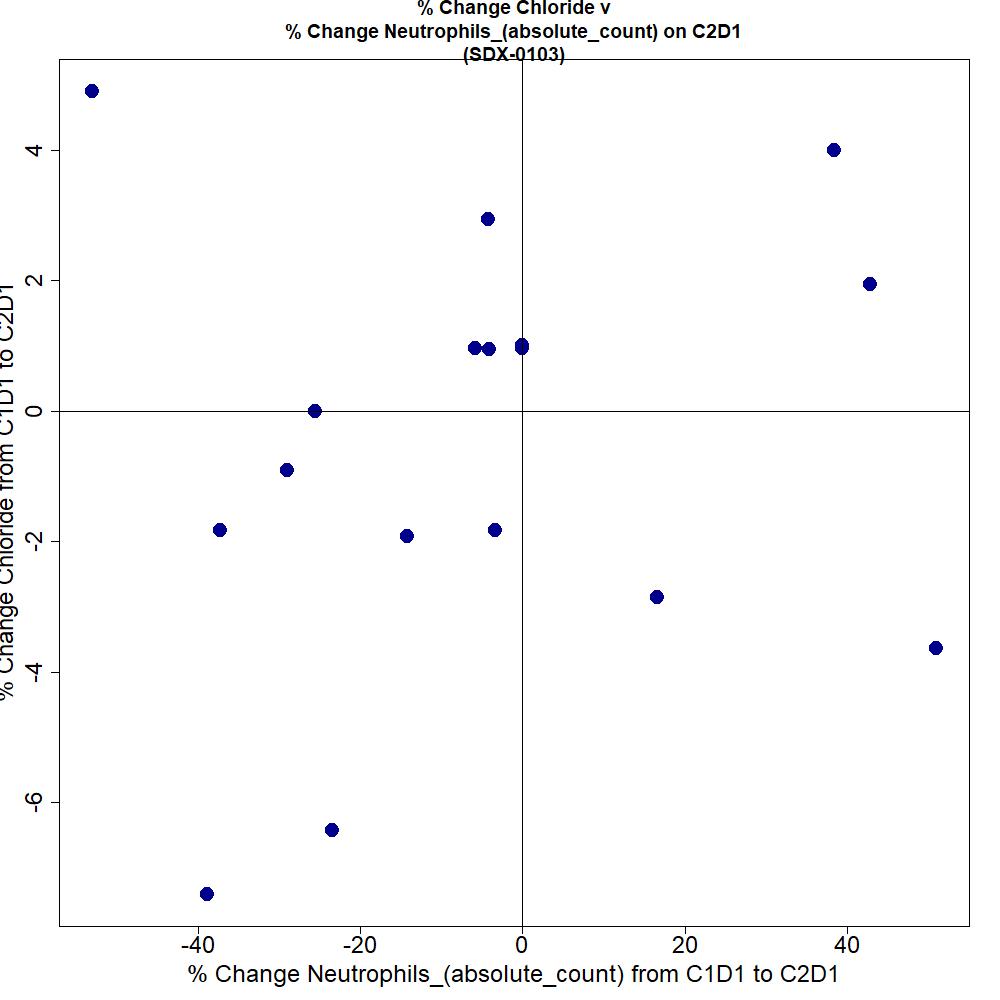 % Change Chloride v
% Change Neutrophils_(absolute_count) on C2D1
(SDX-0103)
% Change Chloride from C1D1 to C2D1
4
2
0
-2
-4
-6
-40
-20
0
20
40
% Change Neutrophils_(absolute_count) from C1D1 to C2D1